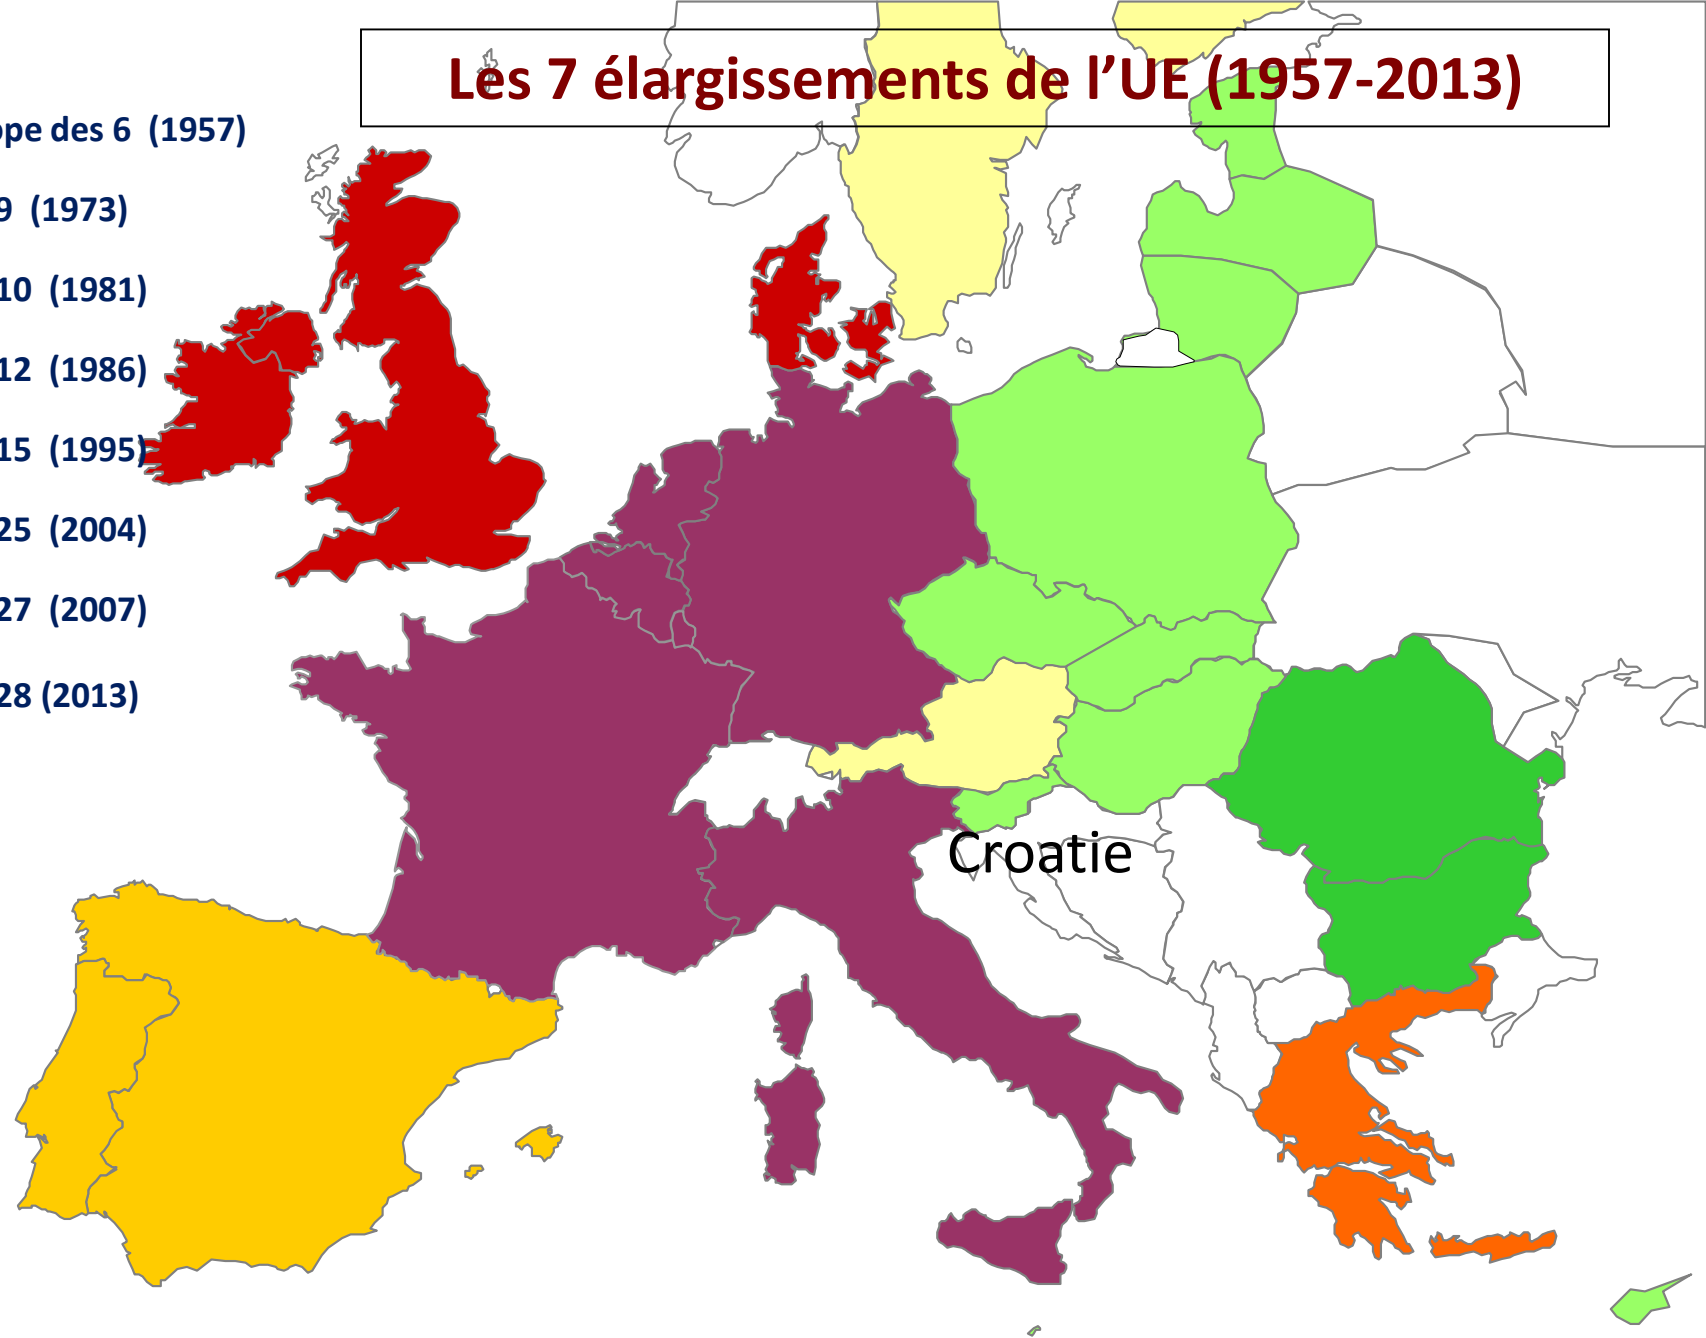 Les 7 élargissements de l’UE (1957-2013)
ope des 6 (1957)
9 (1973)
10 (1981)
12 (1986)
15 (1995)
25 (2004)
27 (2007)
28 (2013)
Croatie